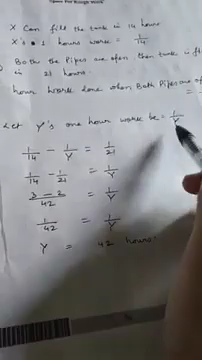 X Can fill the tank in 14 hours
X's 1 hours work = 1/14
Both the Pipes are open then tank is
in 21 hours.
hour work done when Both Pipes are
=
Let Y's one hour work be = 1/Y
1/14 - 1/Y = 1/21
1/14 - 1/21 = 1/Y
3 - 2/42 = 1/Y
1/42 = 1/Y
Y = 42 hours